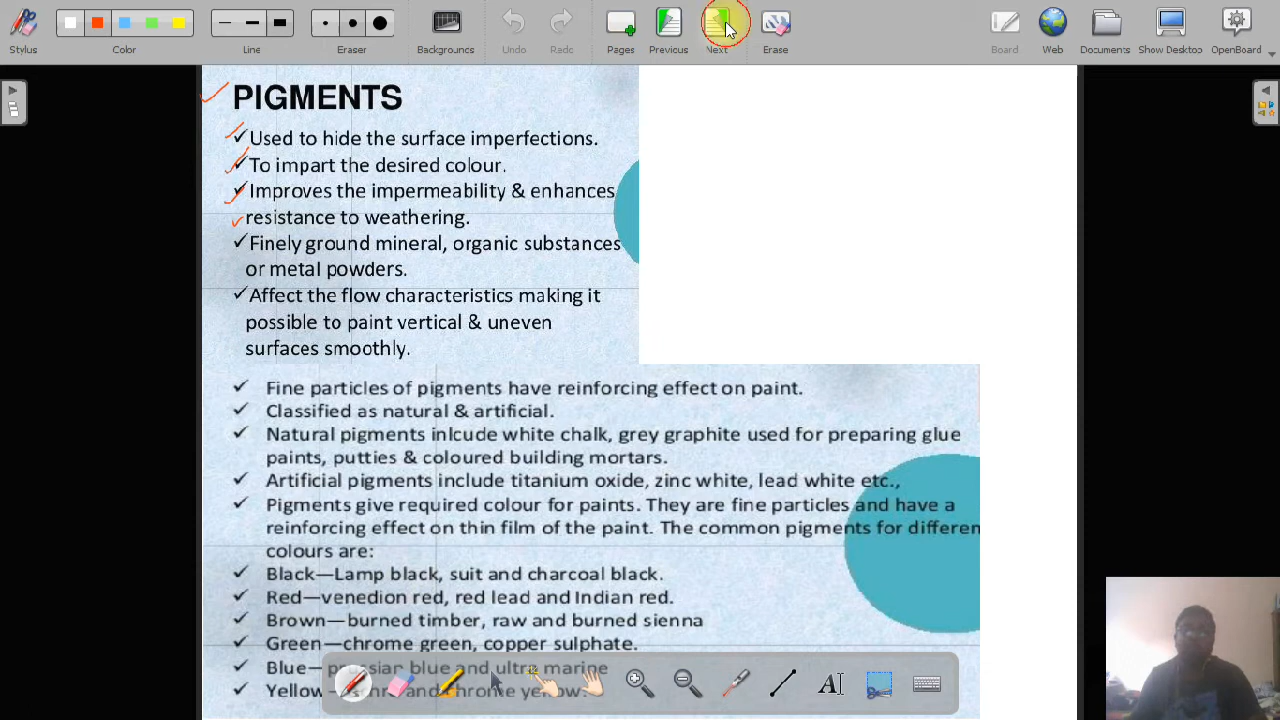 Stylus
Color
Line
Eraser
Backgrounds
Undo
Redo
Pages
Previous
Next
Erase
Board
Web
Documents
Show Desktop
OpenBoard
PIGMENTS
Used to hide the surface imperfections.
To impart the desired colour.
Improves the impermeability & enhances
resistance to weathering.
Finely ground mineral, organic substances
or metal powders.
Affect the flow characteristics making it
possible to paint vertical & uneven
surfaces smoothly.
Fine particles of pigments have reinforcing effect on paint.
Classified as natural & artificial.
Natural pigments inlcude white chalk, grey graphite used for preparing glue
paints, putties & coloured building mortars.
Artificial pigments include titanium oxide, zinc white, lead white etc.,
Pigments give required colour for paints. They are fine particles and have a
reinforcing effect on thin film of the paint. The common pigments for differen
colours are:
Black—Lamp black, suit and charcoal black.
Red—venedion red, red lead and Indian red.
Brown—burned timber, raw and burned sienna
Green—chrome green, copper sulphate.
Blue—prussian blue and ultra marine
Yellow and chrome yellow.
AI